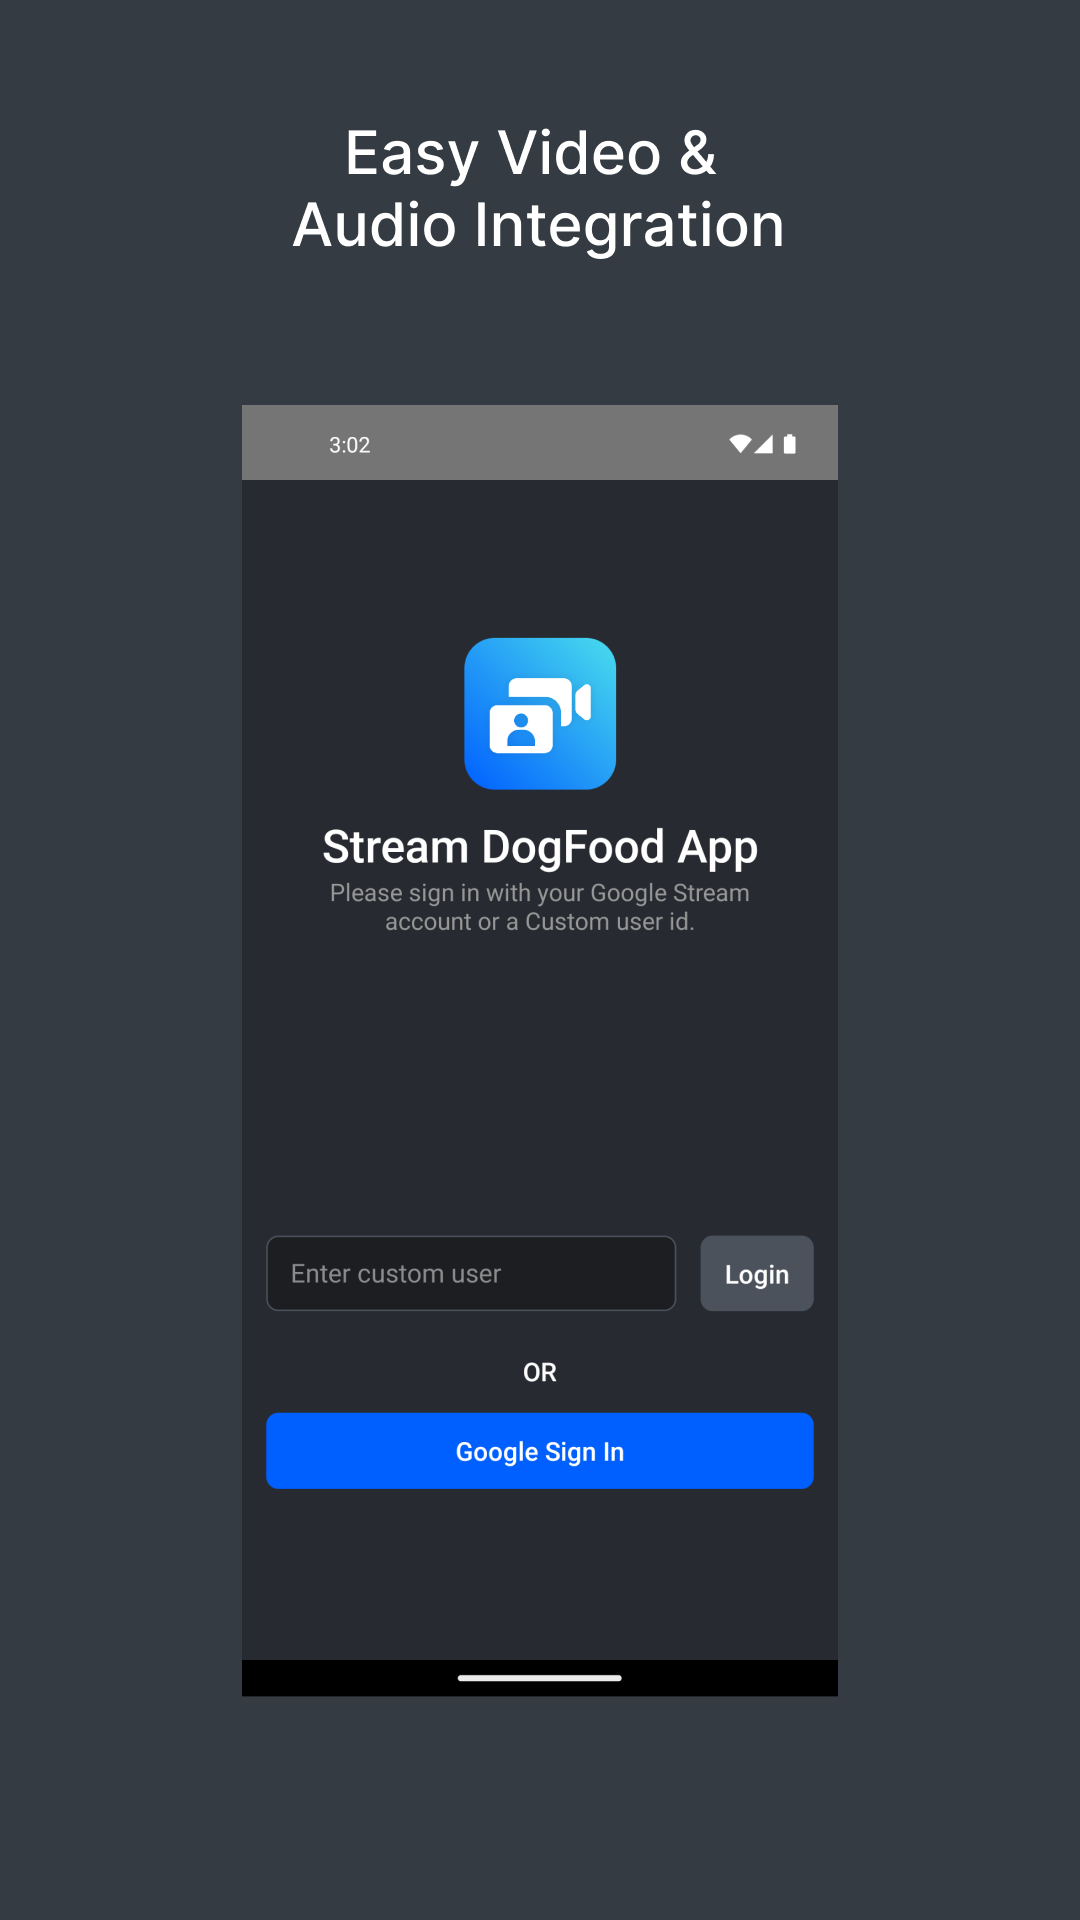 Easy Video &
Audio Integration
3:02
Stream DogFood App
Please sign in with your Google Stream
account or a Custom user id.
Enter custom user
Login
OR
Google Sign In